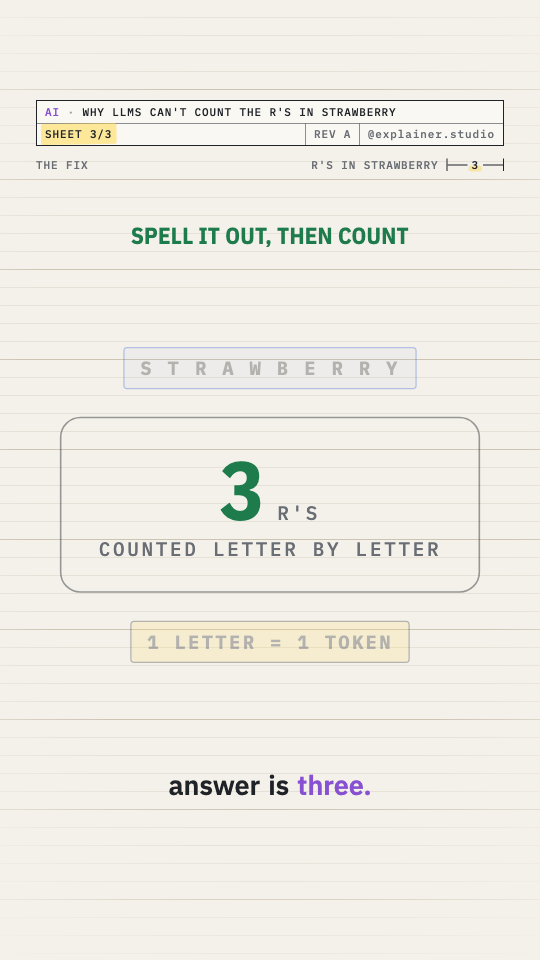 AI · WHY LLMS CAN'T COUNT THE R'S IN STRAWBERRY
SHEET 3/3 REV A @explainer.studio
THE FIX R'S IN STRAWBERRY 3
SPELL IT OUT, THEN COUNT
S T R A W B E R R Y
3 R'S
COUNTED LETTER BY LETTER
1 LETTER = 1 TOKEN
answer is three.